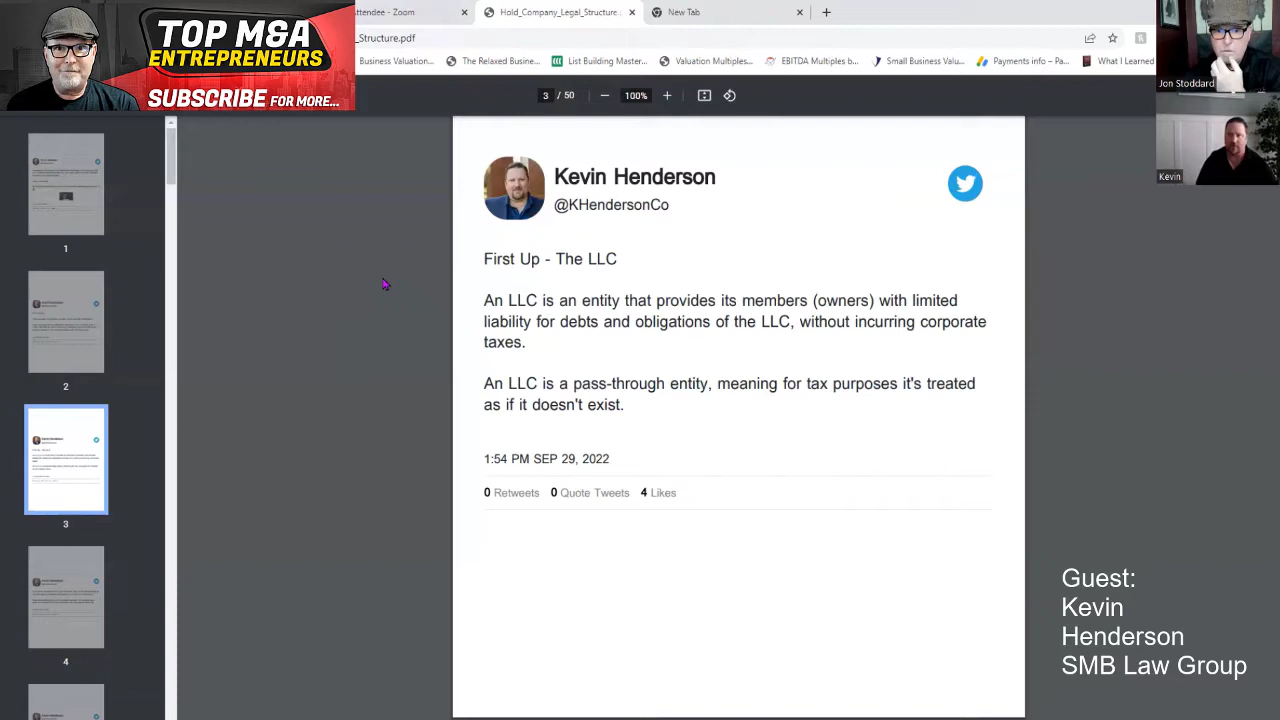 TOP M&A
ENTREPRENEURS
SUBSCRIBE FOR MORE...
ttendee - Zoom
Hold_Company_Legal_Structure.
New Tab
_Structure.pdf
Business Valuation...
The Relaxed Busine...
List Building Master...
Valuation Multiples...
EBITDA Multiples b...
Small Business Valu...
Payments info – Pa...
What I Learned
3 / 50
100%
Jon Stoddard
Kevin
1
2
3
4
Kevin Henderson
@KHendersonCo
First Up - The LLC
An LLC is an entity that provides its members (owners) with limited
liability for debts and obligations of the LLC, without incurring corporate
taxes.
An LLC is a pass-through entity, meaning for tax purposes it's treated
as if it doesn't exist.
1:54 PM SEP 29, 2022
0 Retweets 0 Quote Tweets 4 Likes
Guest:
Kevin
Henderson
SMB Law Group